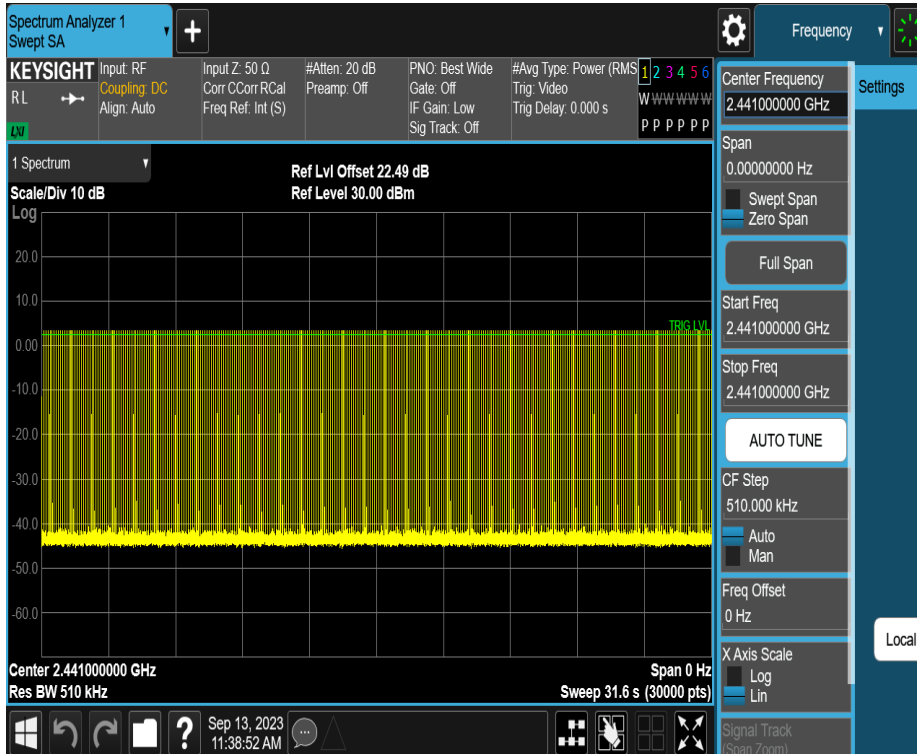 Spectrum Analyzer 1
Swept SA
+
Frequency
KEYSIGHT
R L
LXI
Input: RF
Coupling: DC
Align: Auto
Input Z: 50 Ω
Corr CCorr RCal
Freq Ref: Int (S)
#Atten: 20 dB
Preamp: Off
PNO: Best Wide
Gate: Off
IF Gain: Low
Sig Track: Off
#Avg Type: Power (RMS
Trig: Video
Trig Delay: 0.000 s
1 2 3 4 5 6
W W W W W W
P P P P P P
1 Spectrum
Scale/Div 10 dB
Log
Ref Lvl Offset 22.49 dB
Ref Level 30.00 dBm
20.0
10.0
0.00
-10.0
-20.0
-30.0
-40.0
-50.0
-60.0
TRIG LVL
Center 2.441000000 GHz
Res BW 510 kHz
Span 0 Hz
Sweep 31.6 s (30000 pts)
Center Frequency
2.441000000 GHz
Settings
Span
0.00000000 Hz
Swept Span
Zero Span
Full Span
Start Freq
2.441000000 GHz
Stop Freq
2.441000000 GHz
AUTO TUNE
CF Step
510.000 kHz
Auto
Man
Freq Offset
0 Hz
Local
X Axis Scale
Log
Lin
Signal Track
(Span Zoom)
?
Sep 13, 2023
11:38:52 AM